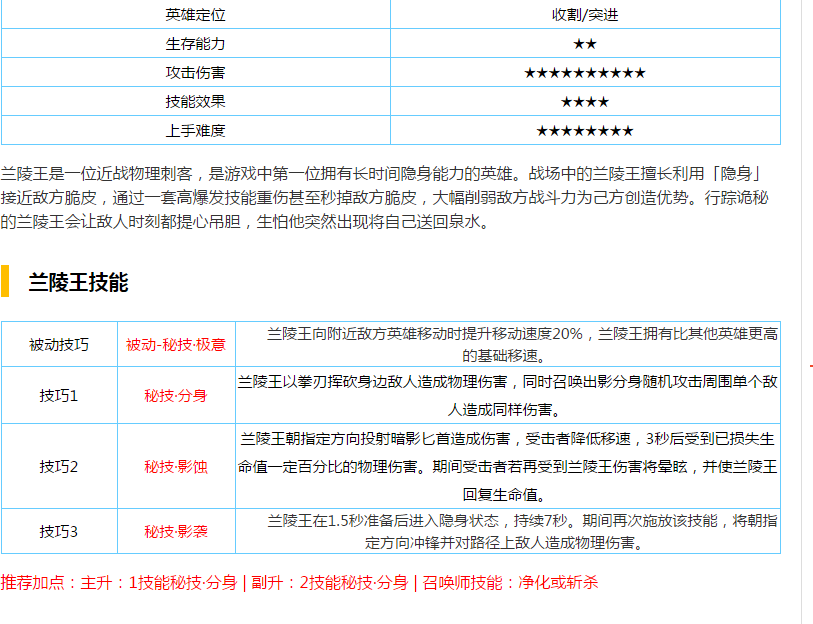 英雄定位 收割/突进
生存能力 ★★
攻击伤害 ★★★★★★★★★★
技能效果 ★★★★
上手难度 ★★★★★★★★
兰陵王是一位近战物理刺客，是游戏中第一位拥有长时间隐身能力的英雄。战场中的兰陵王擅长利用「隐身」
接近敌方脆皮，通过一套高爆发技能重伤甚至秒掉敌方脆皮，大幅削弱敌方战斗力为己方创造优势。行踪诡秘
的兰陵王会让敌人时刻都提心吊胆，生怕他突然出现将自己送回泉水。
兰陵王技能
被动技巧 被动-秘技·极意 兰陵王向附近敌方英雄移动时提升移动速度20%，兰陵王拥有比其他英雄更高
的基础移速。
技巧1 秘技·分身 兰陵王以拳刃挥砍身边敌人造成物理伤害，同时召唤出影分身随机攻击周围单个敌
人造成同样伤害。
兰陵王朝指定方向投射暗影匕首造成伤害，受击者降低移速，3秒后受到已损失生
技巧2 秘技·影蚀 命值一定百分比的物理伤害。期间受击者若再受到兰陵王伤害将晕眩，并使兰陵王
回复生命值。
技巧3 秘技·影袭 兰陵王在1.5秒准备后进入隐身状态，持续7秒。期间再次施放该技能，将朝指
定方向冲锋并对路径上敌人造成物理伤害。
推荐加点：主升：1技能秘技·分身 | 副升：2技能秘技·分身 | 召唤师技能：净化或斩杀